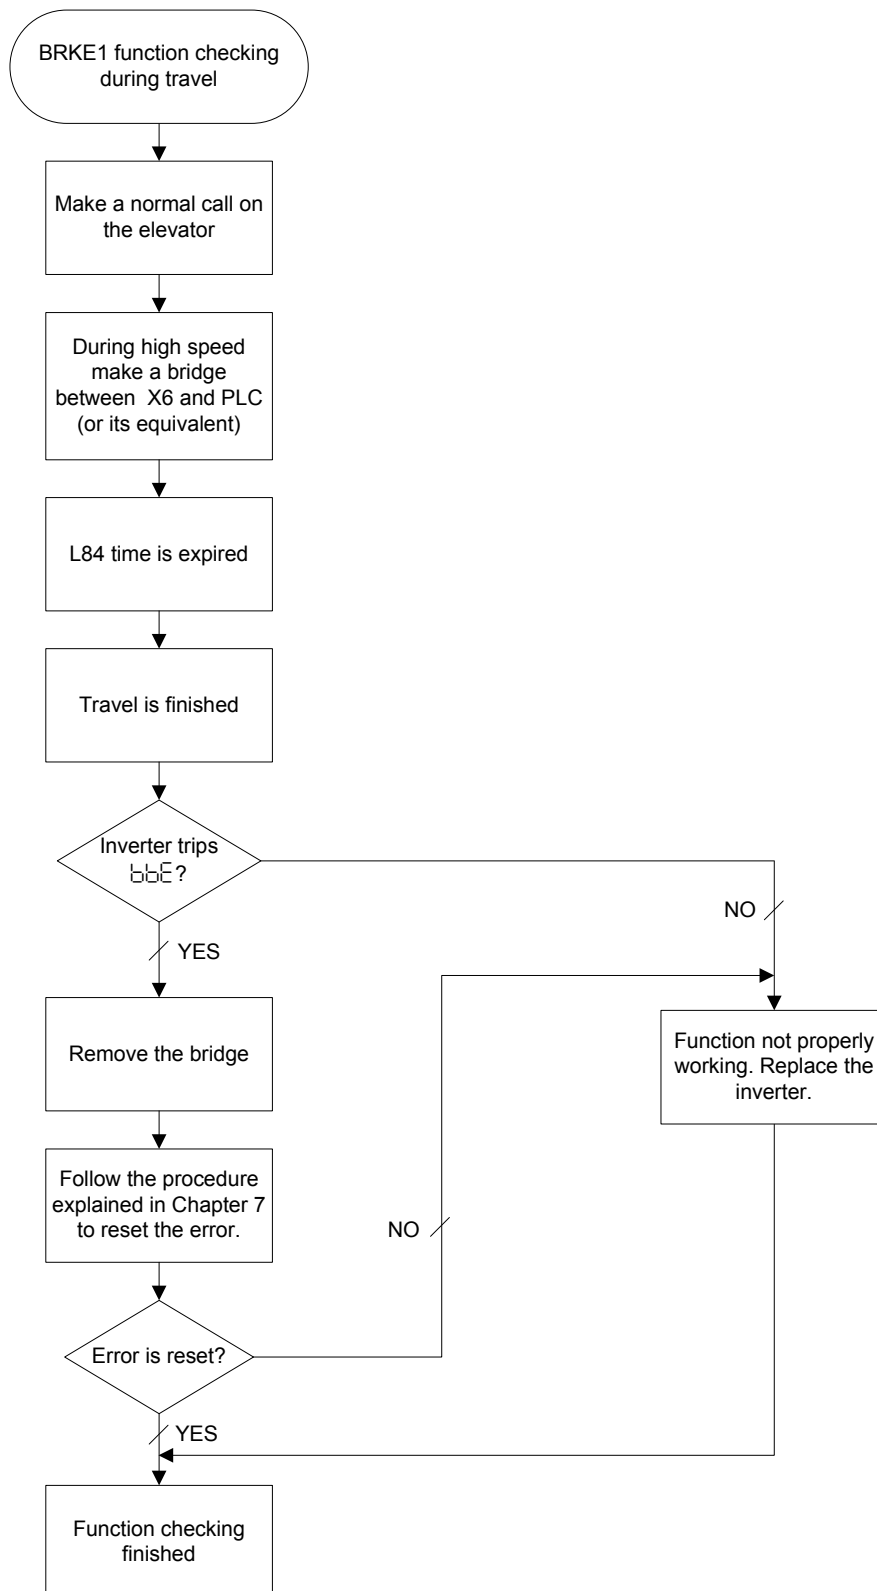 BRKE1 function checking
during travel
Make a normal call on
the elevator
During high speed
make a bridge
between X6 and PLC
(or its equivalent)
L84 time is expired
Travel is finished
Inverter trips
bbE?
NO
YES
Remove the bridge
Function not properly
working. Replace the
inverter.
Follow the procedure
explained in Chapter 7
to reset the error.
NO
Error is reset?
YES
Function checking
finished